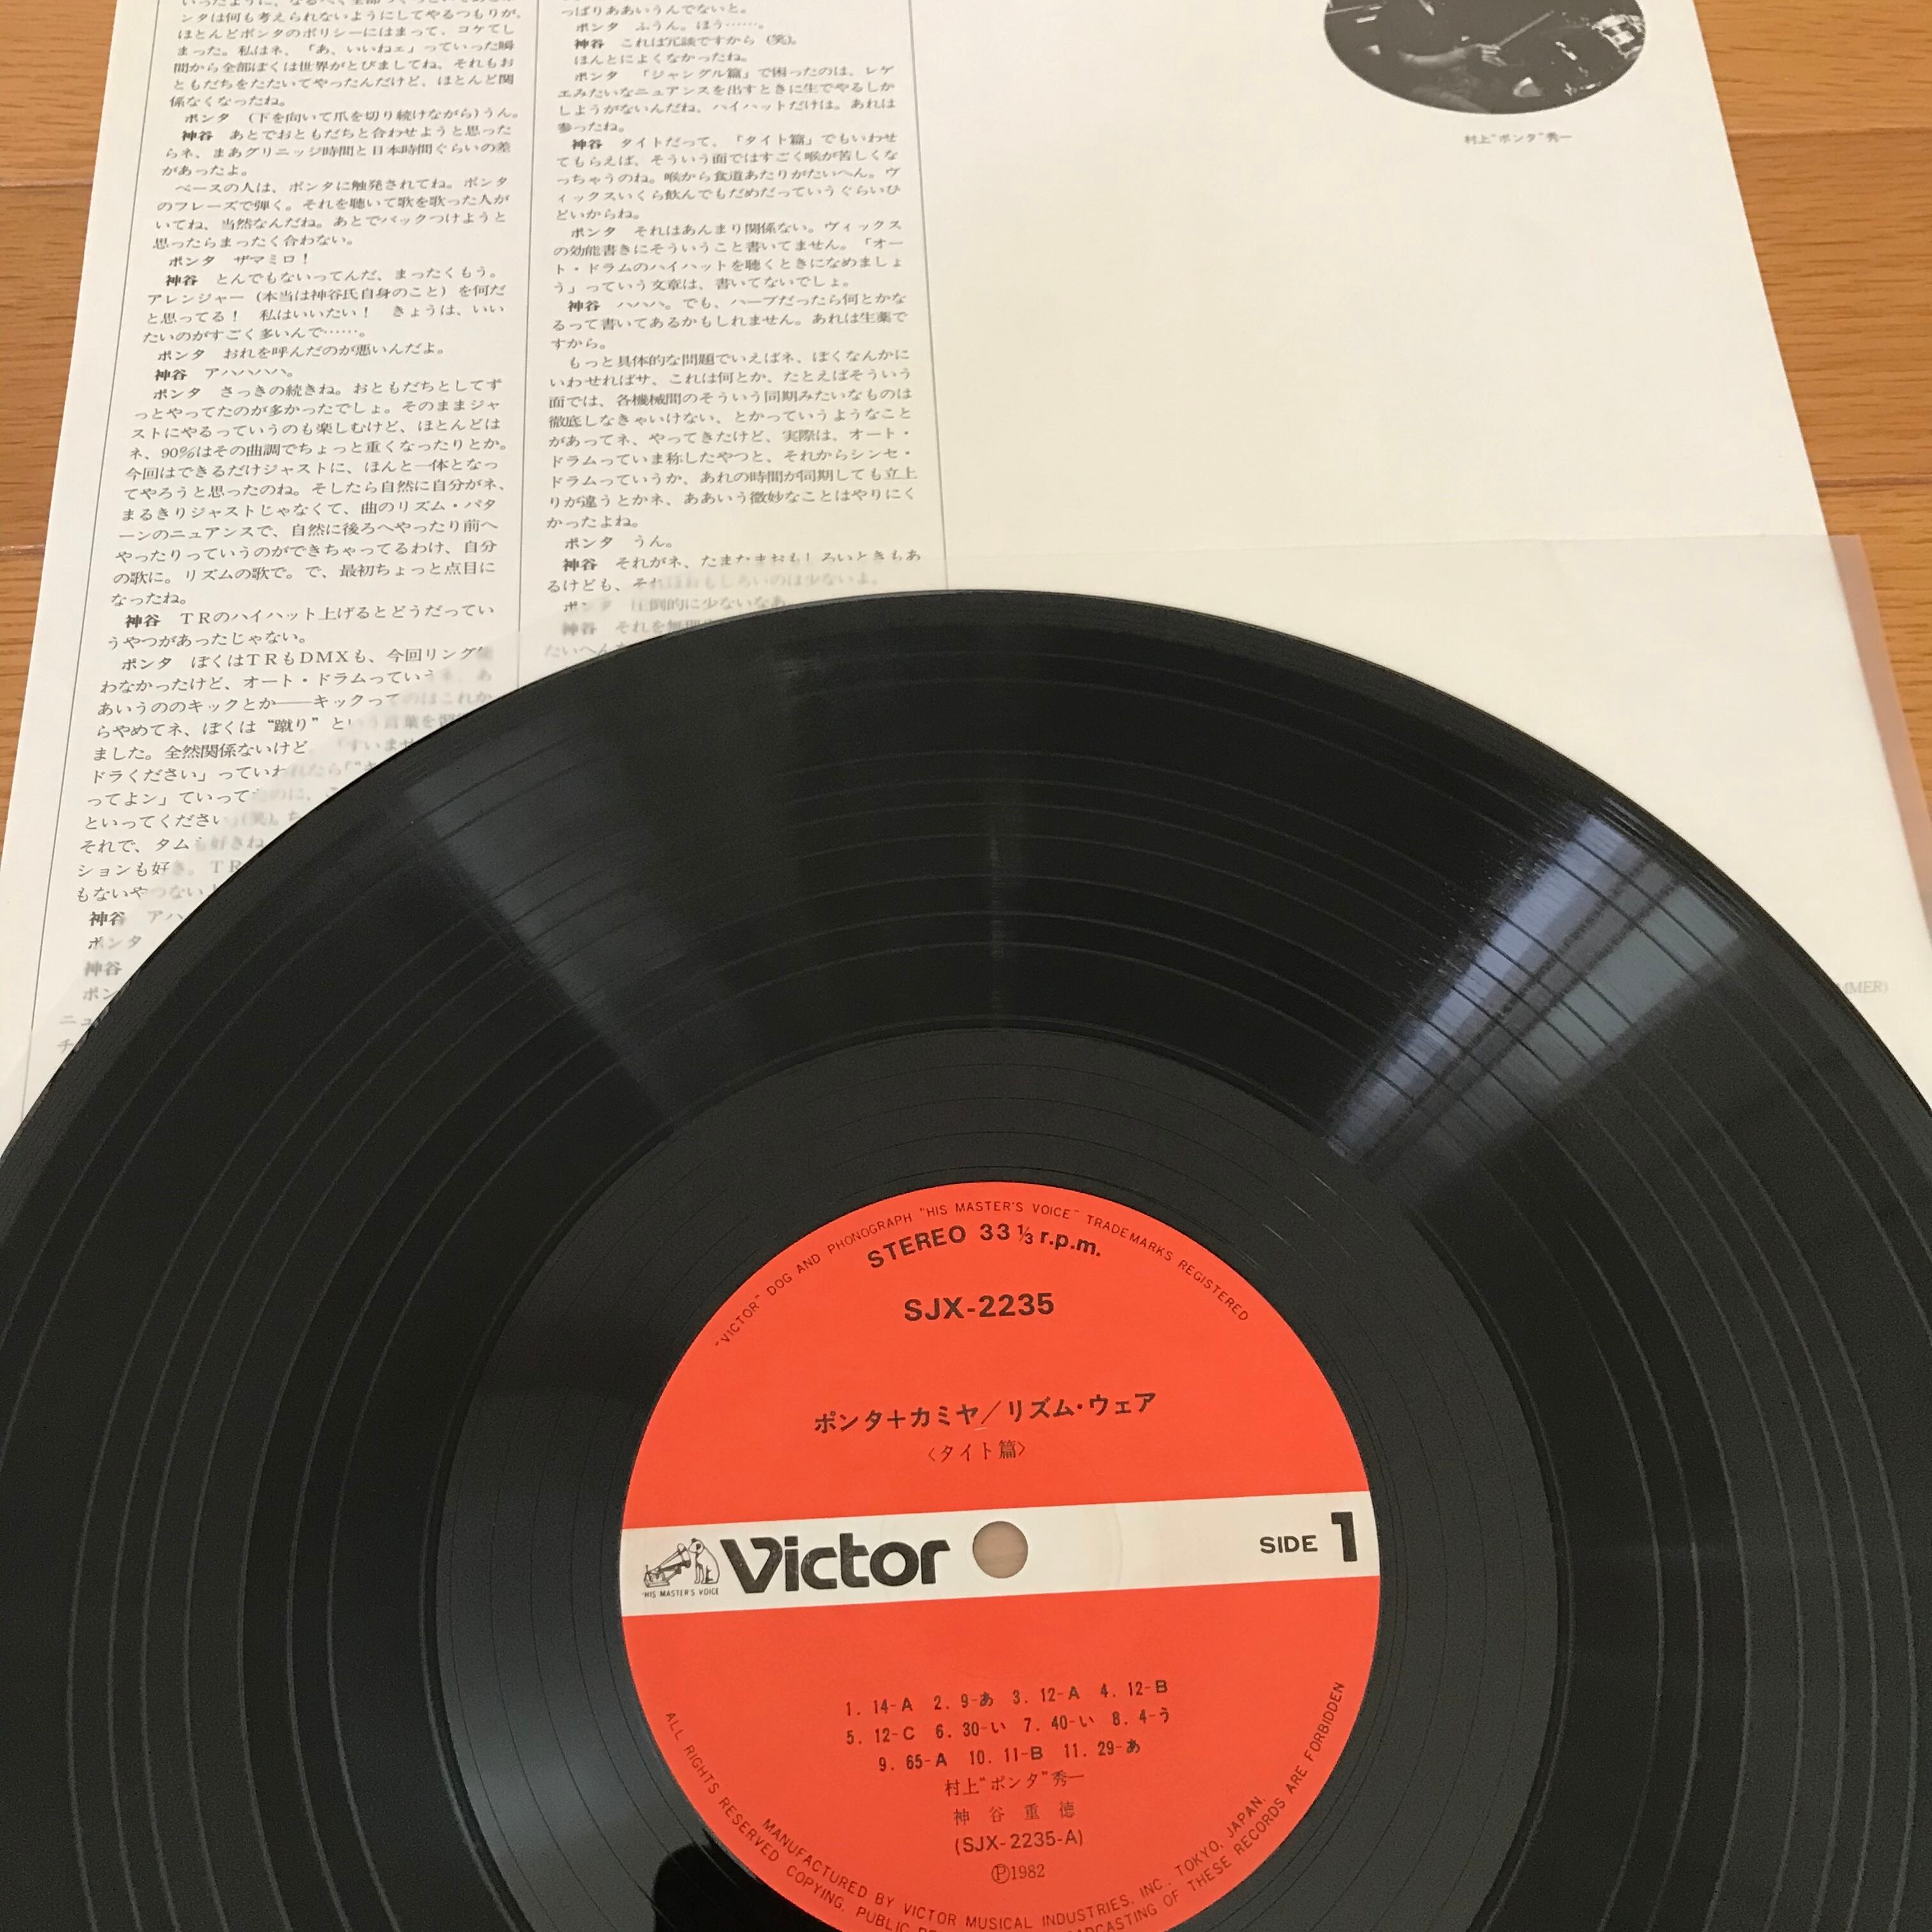 ンタは何も考えられないようにしてやるつもりが、
ほとんどポンタのポリシーにはまって、コケてし
まった。私はネ、「あ、いいねェ」っていった瞬
間から全部ぼくは世界がとびましてね、それもお
ともだちをたたいてやったんだけど、ほとんど関
係なくなったね。
ポンタ （下を向いて爪を切り続けながら）うん。
神谷 あとでおともだちと合わせようと思った
らネ、まあグリニッジ時間と日本時間ぐらいの差
があったよ。
ベースの人は、ポンタに触発されてね。ポンタ
のフレーズで弾く。それを聴いて歌を歌った人が
いてね、当然なんだね。あとでバックつけようと
思ったらまったく合わない。
ポンタ ザマミロ！
神谷 とんでもないってんだ、まったくもう。
アレンジャー（本当は神谷氏自身のこと）を何だ
と思ってる！ 私はいいたい！ きょうは、いい
たいのがすごく多いんで……。
ポンタ おれを呼んだのが悪いんだよ。
神谷 アハハハハ。
ポンタ さっきの続きね。おともだちとしてず
っとやってたのが多かったでしょ。そのままジャ
ストにやるっていうのも楽しむけど、ほとんどは
ネ、90％はその曲調でちょっと重くなったりとか。
今回はできるだけジャストに、ほんと一体となっ
てやろうと思ったのね。そしたら自然に自分がネ、
まるきりジャストじゃなくて、曲のリズム・パタ
ーンのニュアンスで、自然に後ろへやったり前へ
やったりっていうのができちゃってるわけ、自分
の歌に。リズムの歌で。で、最初ちょっと点目に
なったね。
神谷 TRのハイハット上げるとどうだってい
うやつがあったじゃない。
ポンタ ぼくはTRもDMXも、今回リング
わなかったけど、オート・ドラムっていう
あいうののキックとか──キックってのはこれか
らやめてネ、ぼくは“蹴り”という言葉を
ました。全然関係ないけど。「すいませ
ドラください」っていわれたら「
ってよン」ていって
といってください（笑）。
それで、タムも好きね
ションも好き。TR
もないやつない
神谷 アハ
ポンタ
神谷
ポン
ニュ
チ
っぱりああいうんでないと。
ポンタ ふうん。ほう……。
神谷 これは冗談ですから（笑）。
ほんとによくなかったね。
ポンタ 「ジャングル篇」で困ったのは、レゲ
エみたいなニュアンスを出すときに生でやるしか
しようがないんだね、ハイハットだけは。あれは
参ったね。
神谷 タイトだって、「タイト篇」でもいわせ
てもらえば、そういう面ではすごく喉が苦しくな
っちゃうのね。喉から食道あたりがたいへん。ヴ
ィックスいくら飲んでもだめだっていうぐらいひ
どいからね。
ポンタ それはあんまり関係ない。ヴィックス
の効能書きにそういうこと書いてません。「オー
ト・ドラムのハイハットを聴くときになめましょ
う」っていう文章は、書いてないでしょ。
神谷 ハハハ。でも、ハーブだったら何とかな
るって書いてあるかもしれません。あれは生薬で
すから。
もっと具体的な問題でいえばネ、ぼくなんかに
いわせればサ、これは何とか、たとえばそういう
面では、各機械間のそういう同期みたいなものは
徹底しなきゃいけない、とかっていうようなこと
があってネ、やってきたけど、実際は、オート・
ドラムっていま称したやつと、それからシンセ・
ドラムっていうか、あれの時間が同期しても立上
りが違うとかネ、ああいう微妙なことはやりにく
かったよね。
ポンタ うん。
神谷 それがネ、たまたまおもしろいときもあ
るけども、それはおもしろいのは少ないよ。
ポンタ 圧倒的に少ないなあ
神谷 それを無理
たいへん
村上“ポンタ”秀一
MMER)
"VICTOR" DOG AND PHONOGRAPH "HIS MASTER'S VOICE" TRADEMARKS REGISTERED
STEREO 33⅓ r.p.m.
SJX-2235
ポンタ＋カミヤ／リズム・ウェア
〈タイト篇〉
"HIS MASTER'S VOICE"
Victor
SIDE 1
1. 14-A 2. 9-あ 3. 12-A 4. 12-B
5. 12-C 6. 30-い 7. 40-い 8. 4-う
9. 65-A 10. 11-B 11. 29-あ
村上“ポンタ”秀一
神谷重徳
(SJX-2235-A)
Ⓟ1982
MANUFACTURED BY VICTOR MUSICAL INDUSTRIES, INC., TOKYO, JAPAN.
ALL RIGHTS RESERVED COPYING, PUBLIC BROADCASTING OF THESE RECORDS ARE FORBIDDEN